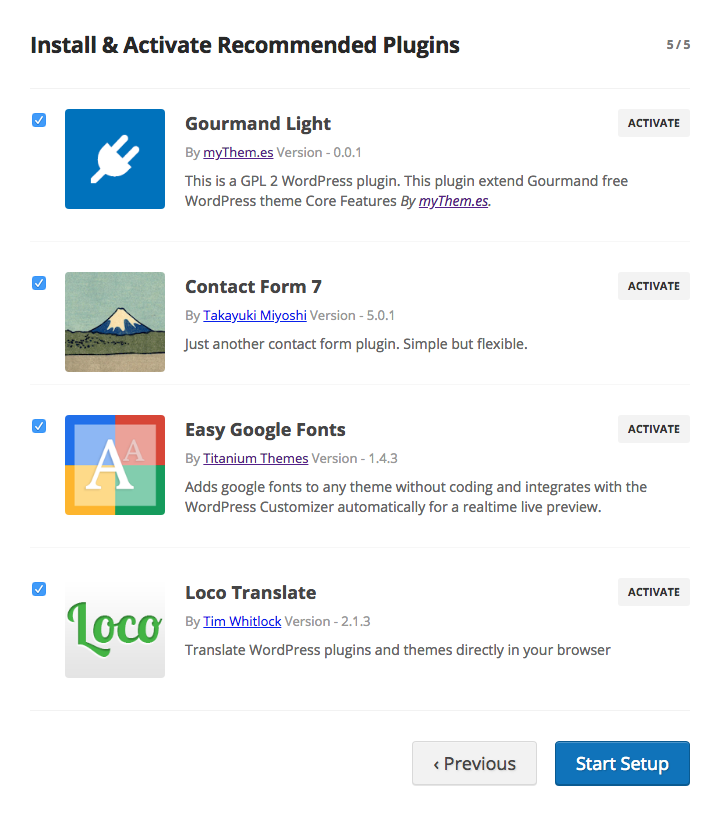 Install & Activate Recommended Plugins
5 / 5
Gourmand Light
ACTIVATE
By myThem.es Version - 0.0.1
This is a GPL 2 WordPress plugin. This plugin extend Gourmand free
WordPress theme Core Features By myThem.es.
Contact Form 7
ACTIVATE
By Takayuki Miyoshi Version - 5.0.1
Just another contact form plugin. Simple but flexible.
A A
Easy Google Fonts
ACTIVATE
By Titanium Themes Version - 1.4.3
Adds google fonts to any theme without coding and integrates with the
WordPress Customizer automatically for a realtime live preview.
Loco
Loco Translate
ACTIVATE
By Tim Whitlock Version - 2.1.3
Translate WordPress plugins and themes directly in your browser
‹ Previous
Start Setup